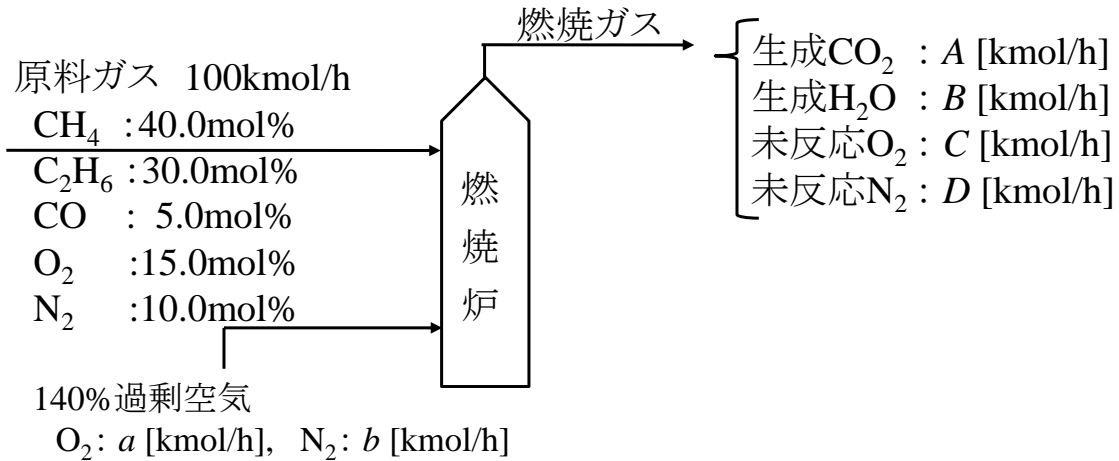 燃焼ガス
原料ガス 100kmol/h
CH₄ :40.0mol%
C₂H₆ :30.0mol%
CO : 5.0mol%
O₂ :15.0mol%
N₂ :10.0mol%
燃焼炉
140%過剰空気
O₂: a [kmol/h], N₂: b [kmol/h]
生成CO₂ : A [kmol/h]
生成H₂O : B [kmol/h]
未反応O₂ : C [kmol/h]
未反応N₂ : D [kmol/h]